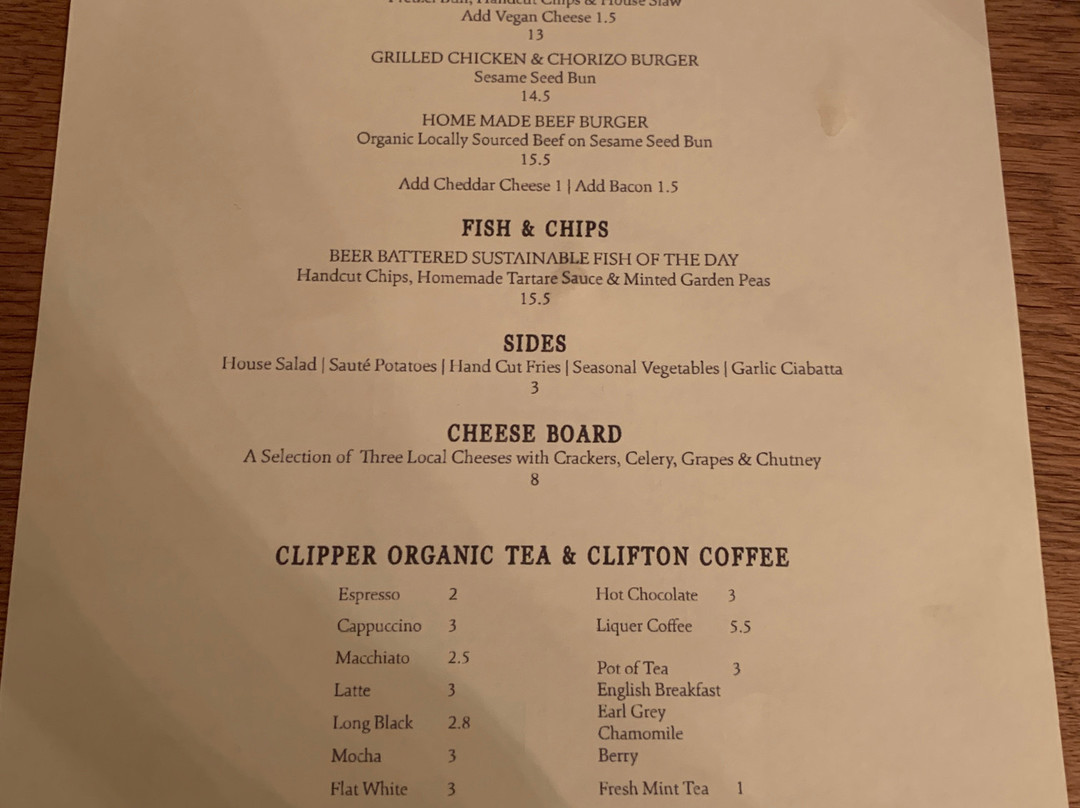 Pretzel Bun, Handcut Chips & House Slaw
Add Vegan Cheese 1.5
13
GRILLED CHICKEN & CHORIZO BURGER
Sesame Seed Bun
14.5
HOME MADE BEEF BURGER
Organic Locally Sourced Beef on Sesame Seed Bun
15.5
Add Cheddar Cheese 1 | Add Bacon 1.5
FISH & CHIPS
BEER BATTERED SUSTAINABLE FISH OF THE DAY
Handcut Chips, Homemade Tartare Sauce & Minted Garden Peas
15.5
SIDES
House Salad | Sauté Potatoes | Hand Cut Fries | Seasonal Vegetables | Garlic Ciabatta
3
CHEESE BOARD
A Selection of Three Local Cheeses with Crackers, Celery, Grapes & Chutney
8
CLIPPER ORGANIC TEA & CLIFTON COFFEE
Espresso 2
Cappuccino 3
Macchiato 2.5
Latte 3
Long Black 2.8
Mocha 3
Flat White 3
Hot Chocolate 3
Liquer Coffee 5.5
Pot of Tea 3
English Breakfast
Earl Grey
Chamomile
Berry
Fresh Mint Tea 1